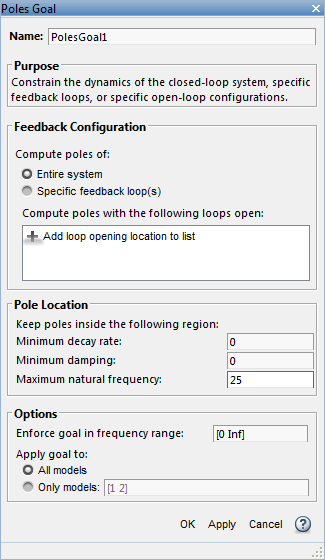 Poles Goal
Name: PolesGoal1
Purpose
Constrain the dynamics of the closed-loop system, specific
feedback loops, or specific open-loop configurations.
Feedback Configuration
Compute poles of:
Entire system
Specific feedback loop(s)
Compute poles with the following loops open:
Add loop opening location to list
Pole Location
Keep poles inside the following region:
Minimum decay rate: 0
Minimum damping: 0
Maximum natural frequency: 25
Options
Enforce goal in frequency range: [0 Inf]
Apply goal to:
All models
Only models: [1 2]
OK Apply Cancel ?